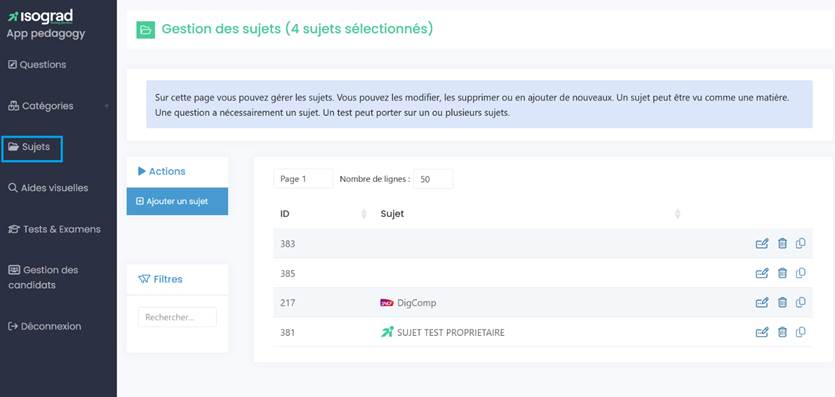 isograd
App pedagogy
Questions
Catégories
Sujets
Aides visuelles
Tests & Examens
Gestion des
candidats
Déconnexion
Gestion des sujets (4 sujets sélectionnés)
Sur cette page vous pouvez gérer les sujets. Vous pouvez les modifier, les supprimer ou en ajouter de nouveaux. Un sujet peut être vu comme une matière.
Une question a nécessairement un sujet. Un test peut porter sur un ou plusieurs sujets.
Actions
Ajouter un sujet
Filtres
Rechercher...
Page 1 Nombre de lignes : 50
ID Sujet
383
385
217 SNCF DigComp
381 SUJET TEST PROPRIETAIRE